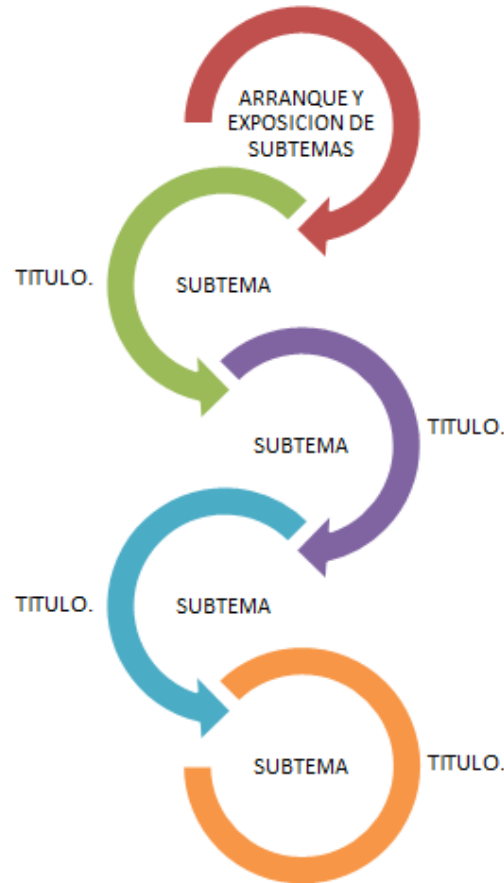 ARRANQUE Y
EXPOSICION DE
SUBTEMAS
TITULO.
SUBTEMA
SUBTEMA
TITULO.
TITULO.
SUBTEMA
SUBTEMA
TITULO.